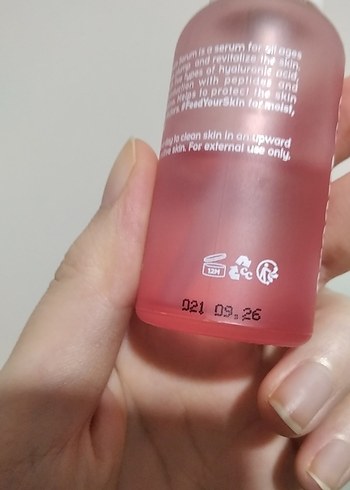 serum is a serum for all ages
and revitalize the skin.
types of hyaluronic acid,
with peptides and
Helps to protect the skin
#FeedYourSkin for moist,
to clean skin in an upward
skin. For external use only.
12M CC
021 09.26